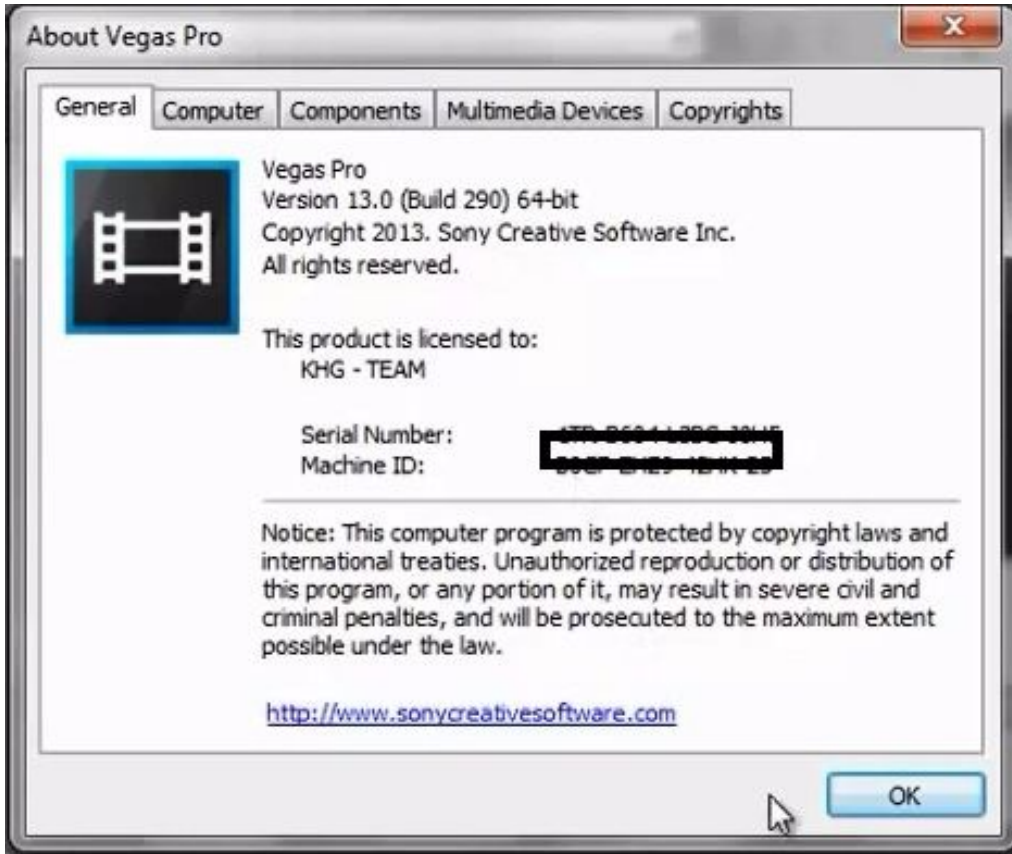 About Vegas Pro
General Computer Components Multimedia Devices Copyrights
Vegas Pro
Version 13.0 (Build 290) 64-bit
Copyright 2013. Sony Creative Software Inc.
All rights reserved.
This product is licensed to:
KHG - TEAM
Serial Number:
Machine ID:
Notice: This computer program is protected by copyright laws and
international treaties. Unauthorized reproduction or distribution of
this program, or any portion of it, may result in severe civil and
criminal penalties, and will be prosecuted to the maximum extent
possible under the law.
http://www.sonycreativesoftware.com
OK